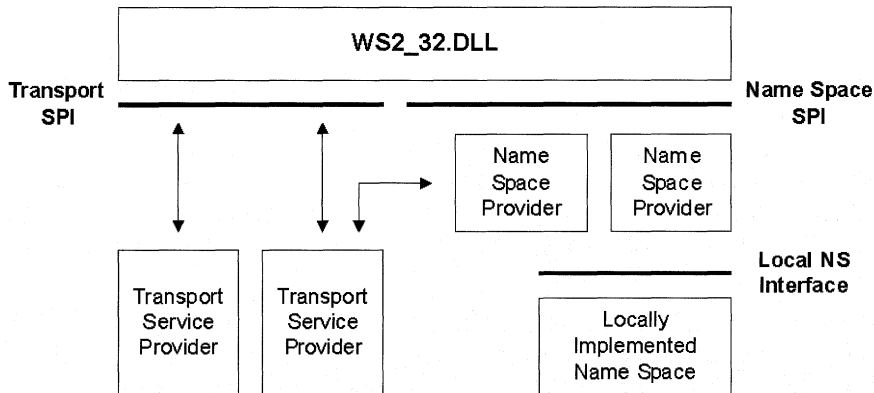 WS2_32.DLL
Transport
SPI
Name Space
SPI
Name
Space
Provider
Name
Space
Provider
Local NS
Interface
Transport
Service
Provider
Transport
Service
Provider
Locally
Implemented
Name Space